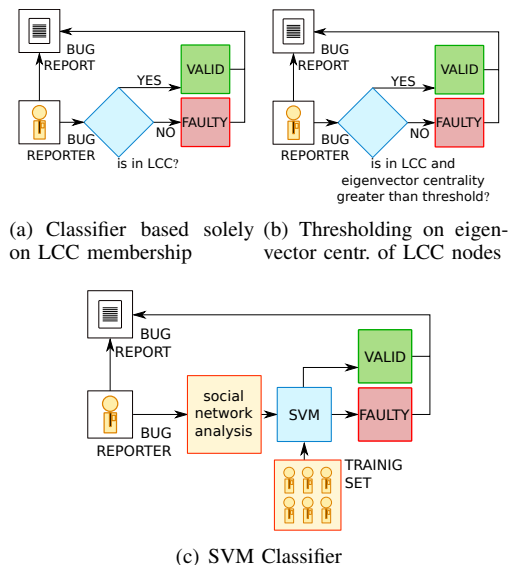 BUG
REPORT
BUG
REPORTER
YES
NO
VALID
FAULTY
is in LCC?
BUG
REPORT
BUG
REPORTER
YES
NO
VALID
FAULTY
is in LCC and
eigenvector centrality
greater than threshold?
(a) Classifier based solely
on LCC membership
(b) Thresholding on eigen-
vector centr. of LCC nodes
BUG
REPORT
BUG
REPORTER
social
network
analysis
SVM
VALID
FAULTY
TRAINIG
SET
(c) SVM Classifier